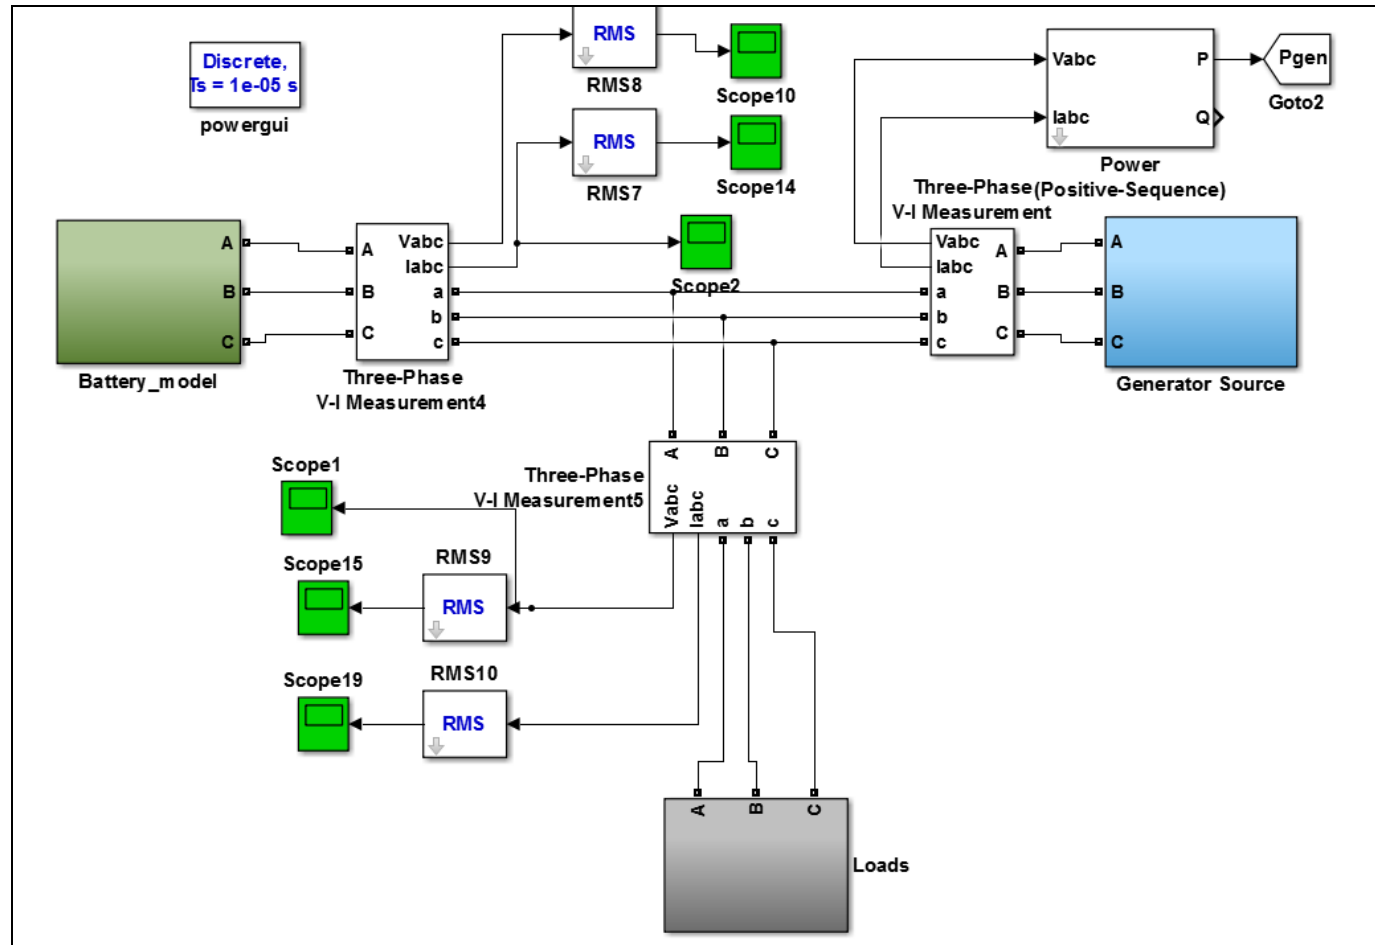 Discrete,
Ts = 1e-05 s
powergui
RMS
RMS8
Scope10
RMS
RMS7
Scope14
Scope2
Vabc
Iabc
P
Q
Power
(Positive-Sequence)
Pgen
Goto2
A
B
C
Battery_model
A
B
C
Vabc
Iabc
a
b
c
Three-Phase
V-I Measurement4
Three-Phase
V-I Measurement
Vabc
Iabc
a
b
c
A
B
C
A
B
C
Generator Source
Three-Phase
V-I Measurement5
A
B
C
Vabc
Iabc
a
b
c
Scope1
Scope15
RMS9
RMS
Scope19
RMS10
RMS
A
B
C
Loads